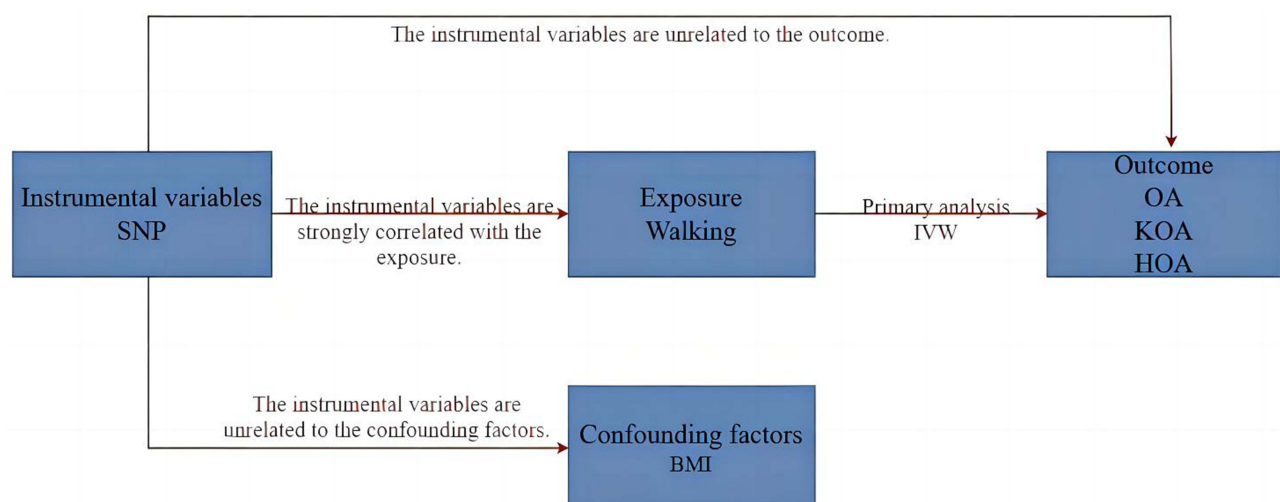 The instrumental variables are unrelated to the outcome.
Instrumental variables
SNP
The instrumental variables are
strongly correlated with the
exposure.
Exposure
Walking
Primary analysis
IVW
Outcome
OA
KOA
HOA
The instrumental variables are
unrelated to the confounding factors.
Confounding factors
BMI